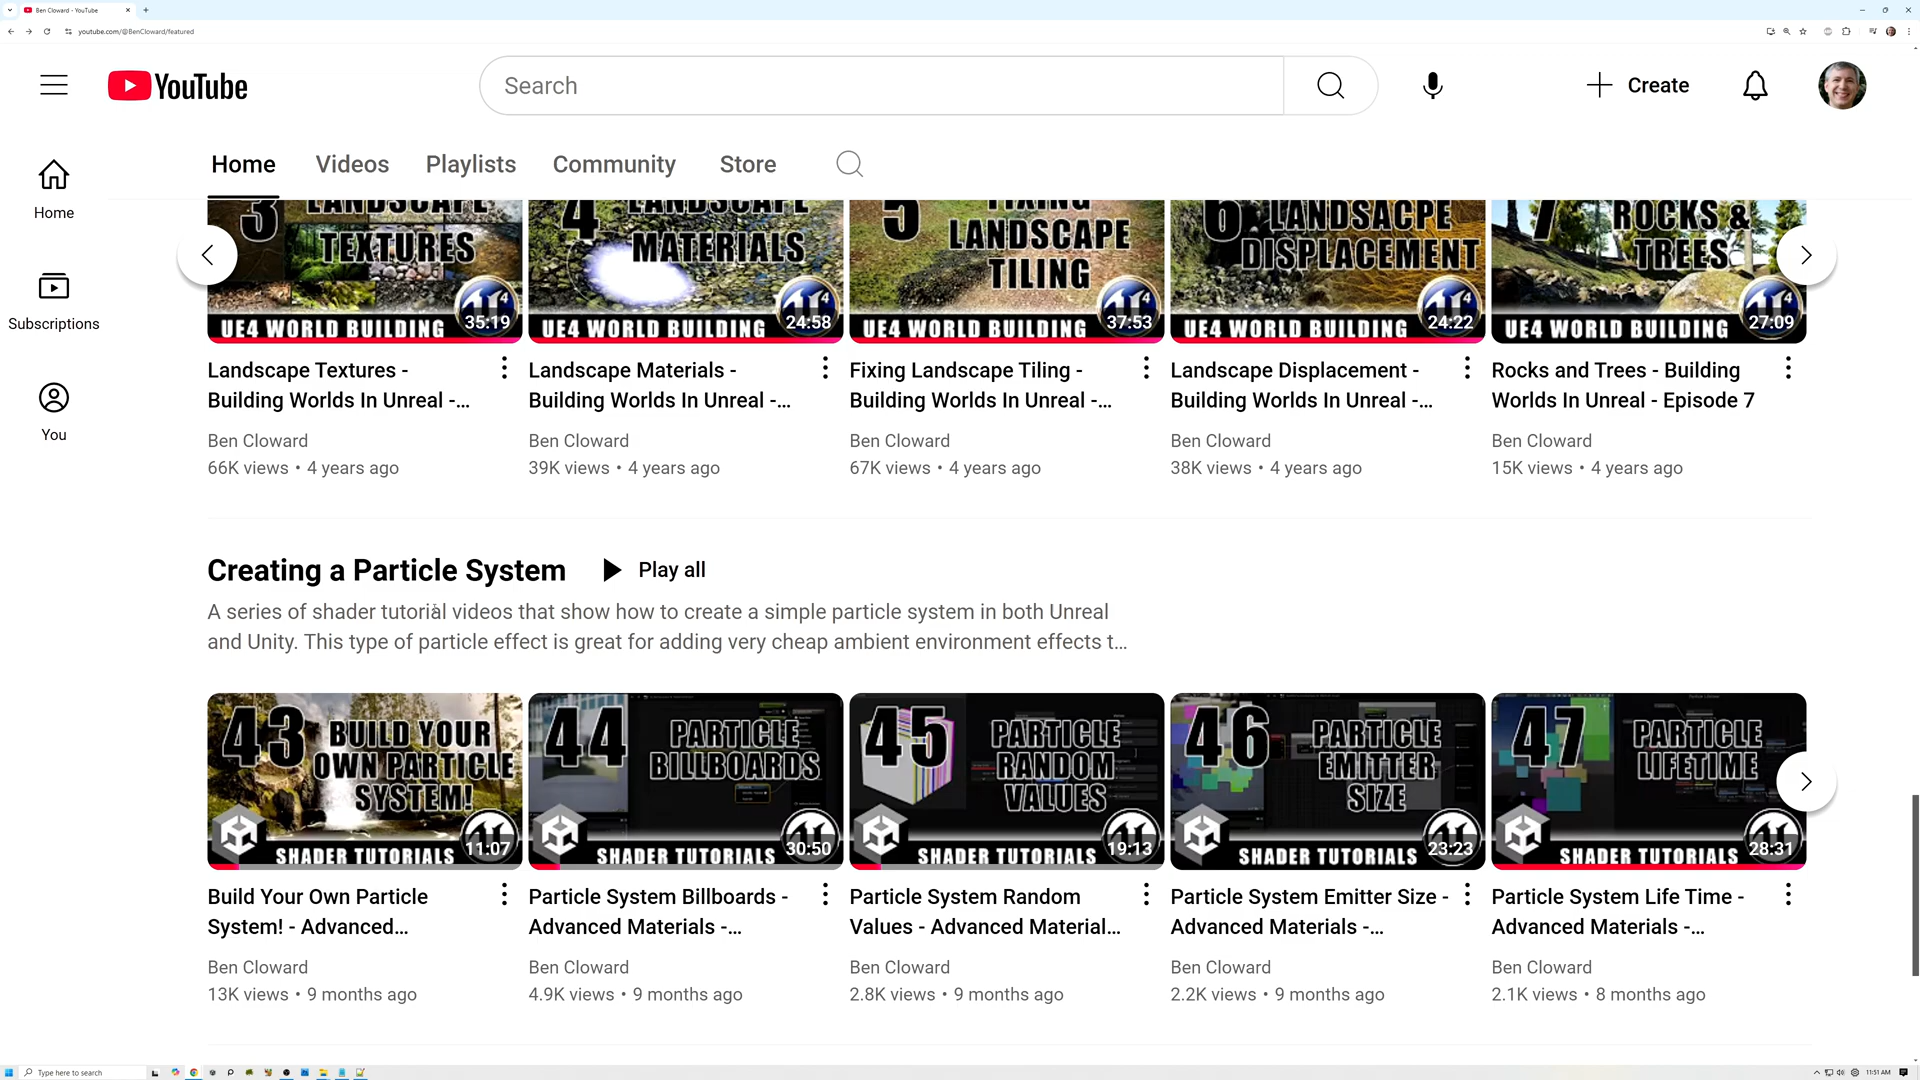 Ben Cloward - YouTube
youtube.com/@BenCloward/featured
YouTube
Search
Create
Home
Videos
Playlists
Community
Store
Home
Subscriptions
You
3 LANDSCAPE
TEXTURES
UE4 WORLD BUILDING
35:19
4 LANDSCAPE
MATERIALS
UE4 WORLD BUILDING
24:58
5 FIXING
LANDSCAPE
TILING
UE4 WORLD BUILDING
37:53
6 LANDSACPE
DISPLACEMENT
UE4 WORLD BUILDING
24:22
7 ROCKS &
TREES
UE4 WORLD BUILDING
27:09
Landscape Textures -
Building Worlds In Unreal -...
Ben Cloward
66K views • 4 years ago
Landscape Materials -
Building Worlds In Unreal -...
Ben Cloward
39K views • 4 years ago
Fixing Landscape Tiling -
Building Worlds In Unreal -...
Ben Cloward
67K views • 4 years ago
Landscape Displacement -
Building Worlds In Unreal -...
Ben Cloward
38K views • 4 years ago
Rocks and Trees - Building
Worlds In Unreal - Episode 7
Ben Cloward
15K views • 4 years ago
Creating a Particle System
Play all
A series of shader tutorial videos that show how to create a simple particle system in both Unreal
and Unity. This type of particle effect is great for adding very cheap ambient environment effects t...
43 BUILD YOUR
OWN PARTICLE
SYSTEM!
SHADER TUTORIALS
11:07
44 PARTICLE
BILLBOARDS
SHADER TUTORIALS
30:50
45 PARTICLE
RANDOM
VALUES
SHADER TUTORIALS
19:13
46 PARTICLE
EMITTER
SIZE
SHADER TUTORIALS
23:23
47 PARTICLE
LIFETIME
SHADER TUTORIALS
28:31
Build Your Own Particle
System! - Advanced...
Ben Cloward
13K views • 9 months ago
Particle System Billboards -
Advanced Materials -...
Ben Cloward
4.9K views • 9 months ago
Particle System Random
Values - Advanced Material...
Ben Cloward
2.8K views • 9 months ago
Particle System Emitter Size -
Advanced Materials -...
Ben Cloward
2.2K views • 9 months ago
Particle System Life Time -
Advanced Materials -...
Ben Cloward
2.1K views • 8 months ago
Type here to search
11:51 AM